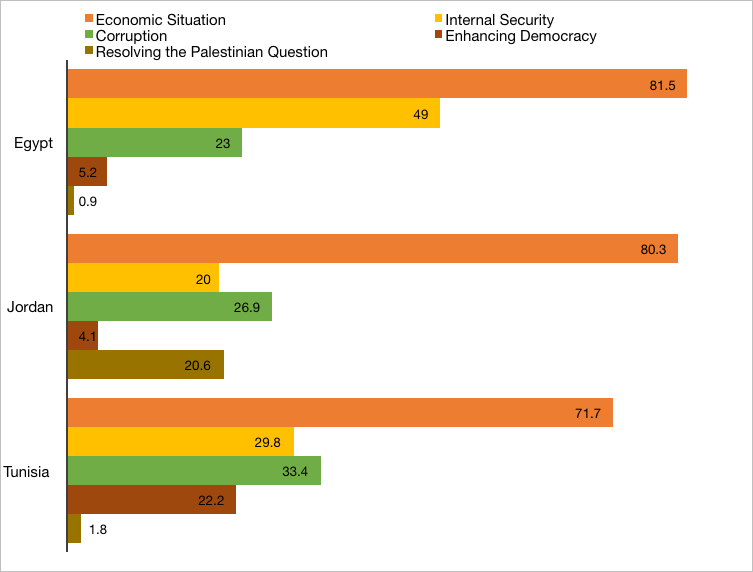 Economic Situation
Internal Security
Corruption
Enhancing Democracy
Resolving the Palestinian Question
81.5
49
Egypt
23
5.2
0.9
80.3
20
Jordan
26.9
4.1
20.6
71.7
29.8
Tunisia
33.4
22.2
1.8